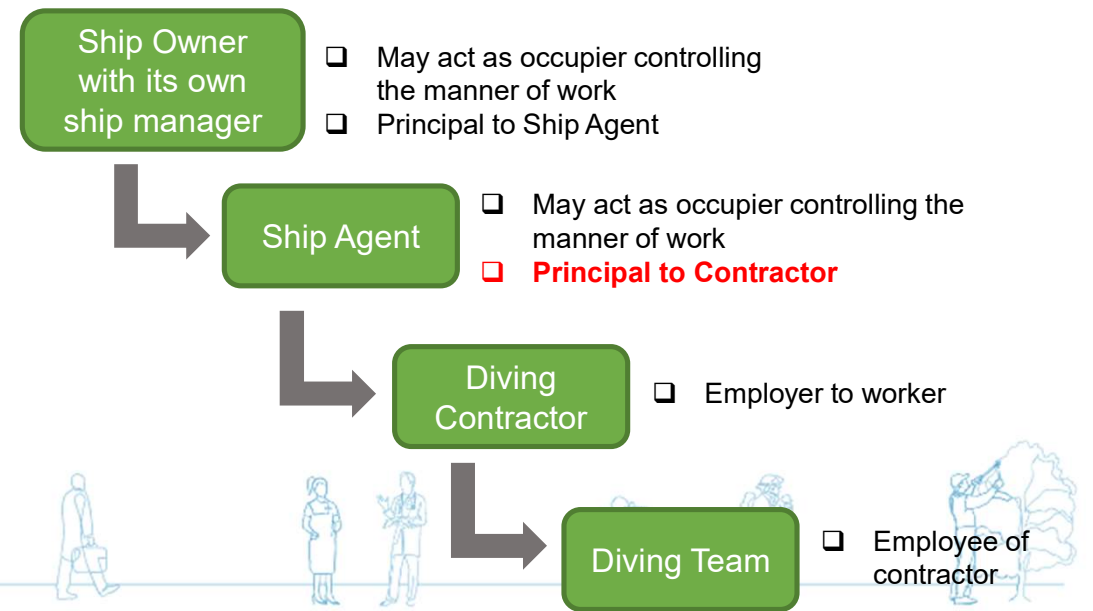 Ship Owner
with its own
ship manager
❑ May act as occupier controlling
the manner of work
❑ Principal to Ship Agent
Ship Agent
❑ May act as occupier controlling the
manner of work
❑ Principal to Contractor
Diving
Contractor
❑ Employer to worker
Diving Team
❑ Employee of
contractor